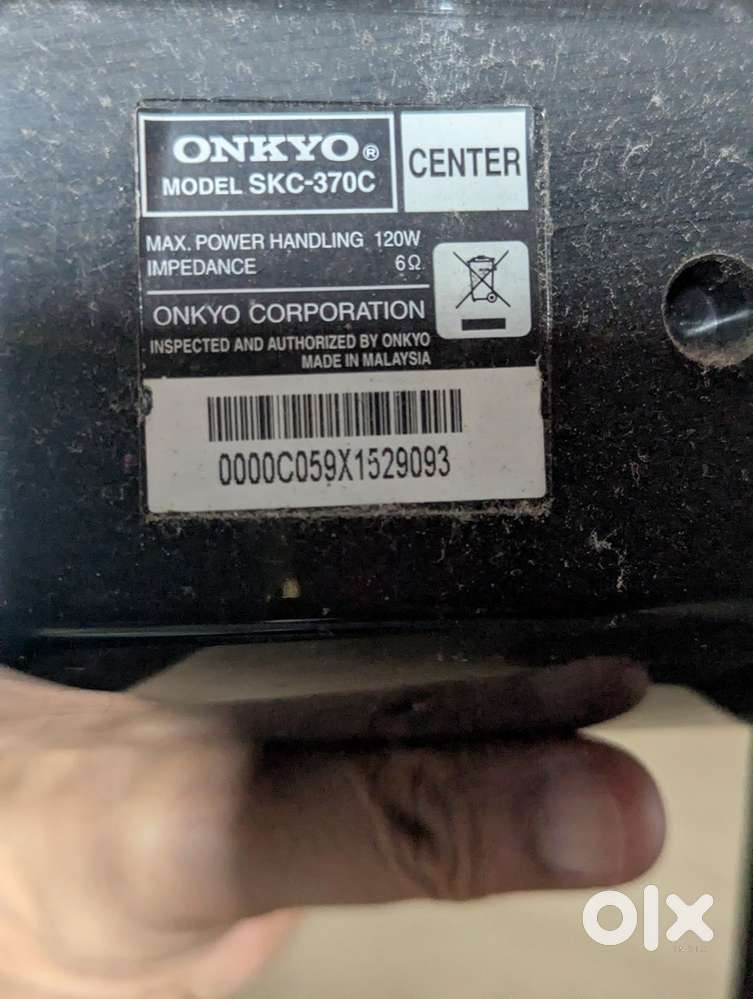 ONKYO®
MODEL SKC-370C
CENTER
MAX. POWER HANDLING 120W
IMPEDANCE 6Ω
ONKYO CORPORATION
INSPECTED AND AUTHORIZED BY ONKYO
MADE IN MALAYSIA
0000C059X1529093
olx